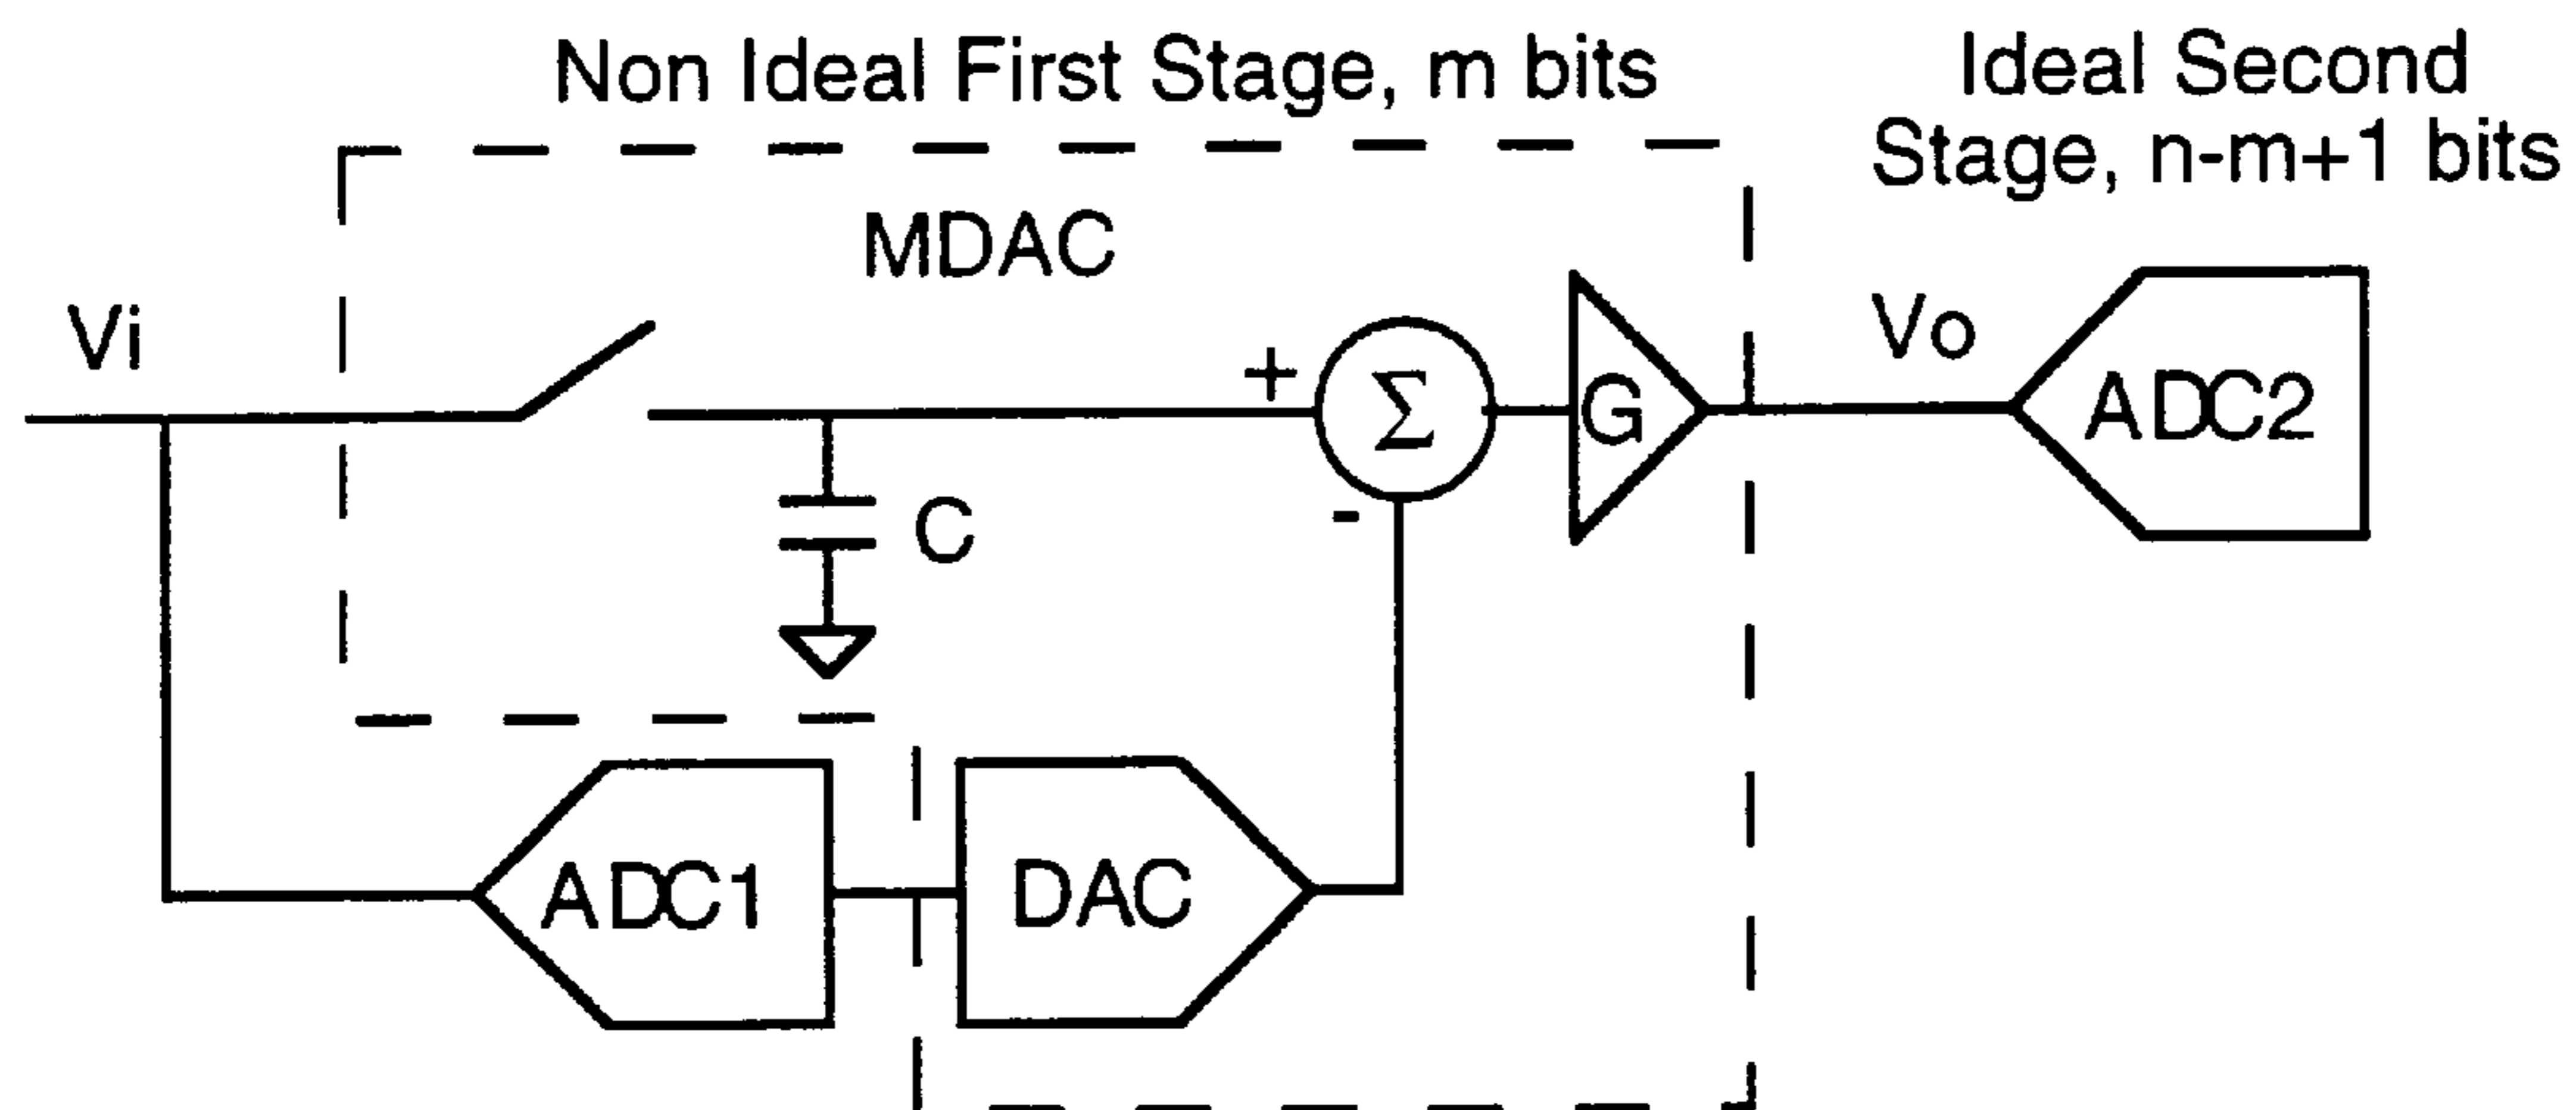 Non Ideal First Stage, m bits
Ideal Second
Stage, n-m+1 bits
MDAC
Vi
+
Σ
-
G
Vo
ADC2
C
ADC1
DAC